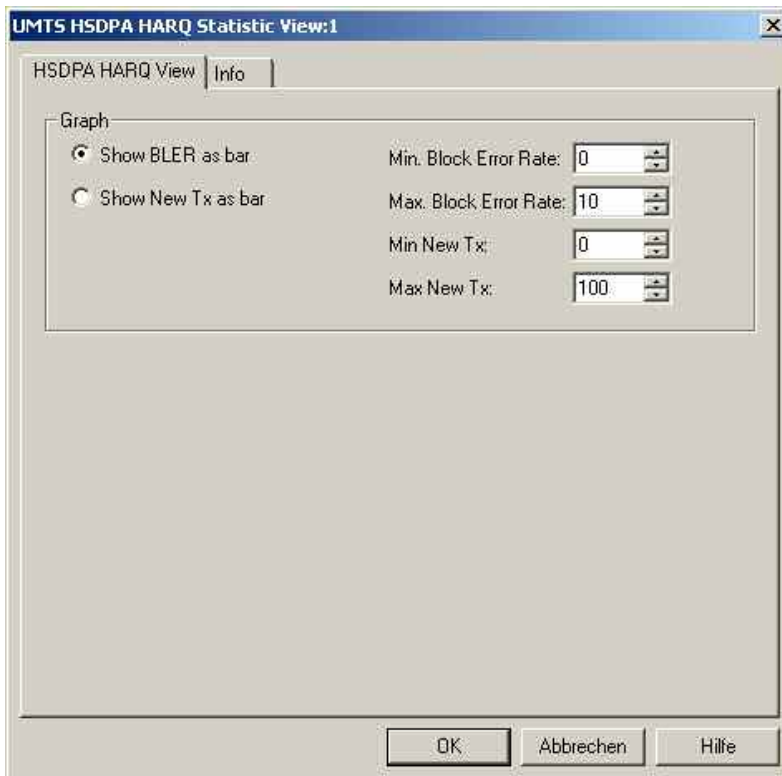 UMTS HSDPA HARQ Statistic View:1
HSDPA HARQ View
Info
Graph
Show BLER as bar
Min. Block Error Rate: 0
Show New Tx as bar
Max. Block Error Rate: 10
Min New Tx: 0
Max New Tx: 100
OK
Abbrechen
Hilfe